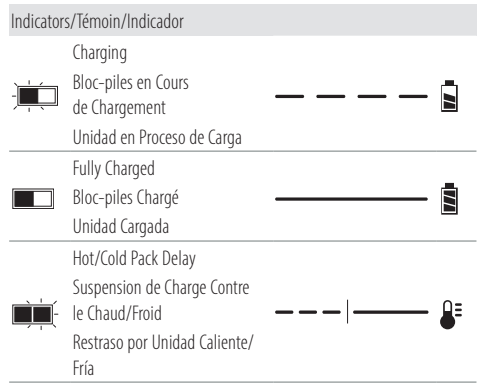 Indicators/Témoin/Indicador
Charging
Bloc-piles en Cours
de Chargement
Unidad en Proceso de Carga
Fully Charged
Bloc-piles Chargé
Unidad Cargada
Hot/Cold Pack Delay
Suspension de Charge Contre
le Chaud/Froid
Restraso por Unidad Caliente/
Fría